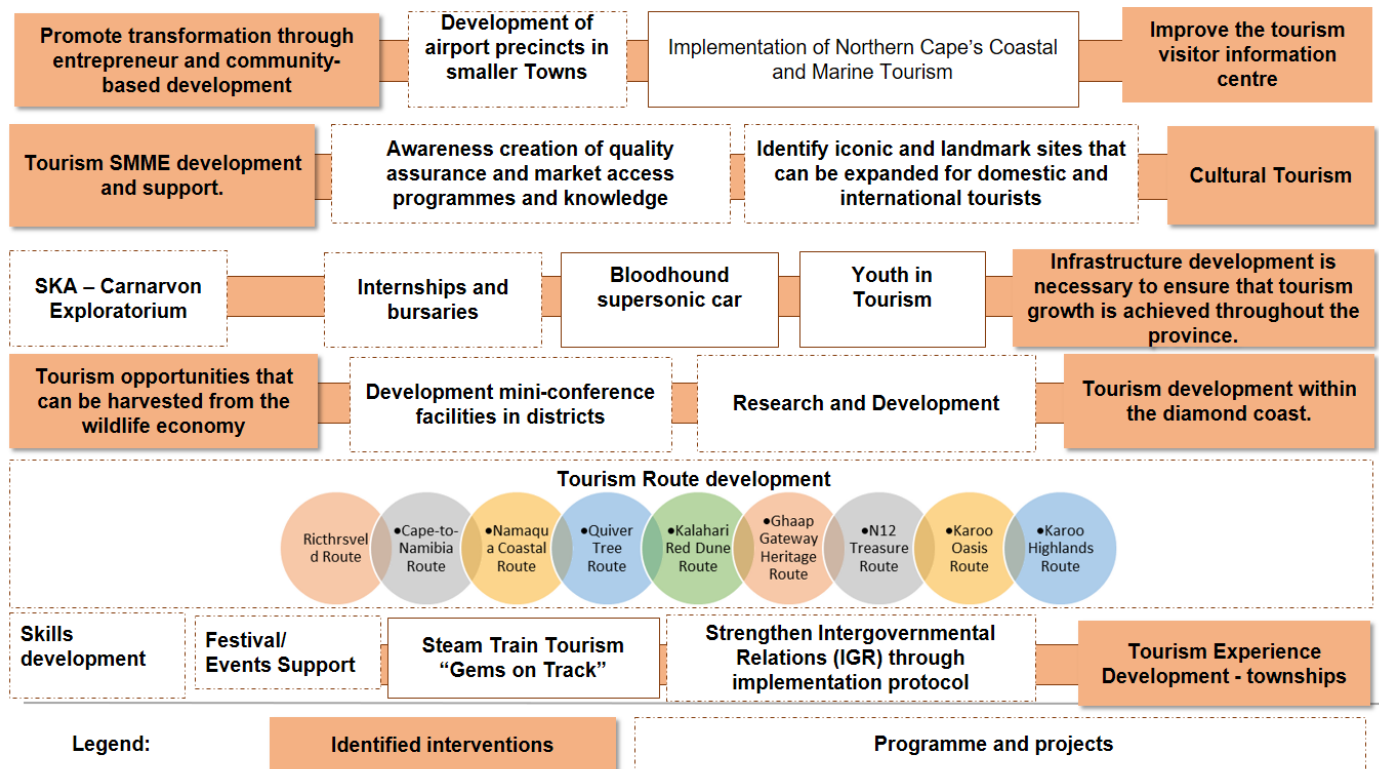 Promote transformation through
entrepreneur and community-
based development
Development of
airport precincts in
smaller Towns
Implementation of Northern Cape's Coastal
and Marine Tourism
Improve the tourism
visitor information
centre
Tourism SMME development
and support.
Awareness creation of quality
assurance and market access
programmes and knowledge
Identify iconic and landmark sites that
can be expanded for domestic and
international tourists
Cultural Tourism
SKA – Carnarvon
Exploratorium
Internships and
bursaries
Bloodhound
supersonic car
Youth in
Tourism
Infrastructure development is
necessary to ensure that tourism
growth is achieved throughout the
province.
Tourism opportunities that
can be harvested from the
wildlife economy
Development mini-conference
facilities in districts
Research and Development
Tourism development within
the diamond coast.
Tourism Route development
Ricthrsvel
d Route
•Cape-to-
Namibia
Route
•Namaqu
a Coastal
Route
•Quiver
Tree
Route
•Kalahari
Red Dune
Route
•Ghaap
Gateway
Heritage
Route
•N12
Treasure
Route
•Karoo
Oasis
Route
•Karoo
Highlands
Route
Skills
development
Festival/
Events Support
Steam Train Tourism
“Gems on Track”
Strengthen Intergovernmental
Relations (IGR) through
implementation protocol
Tourism Experience
Development - townships
Legend:
Identified interventions
Programme and projects